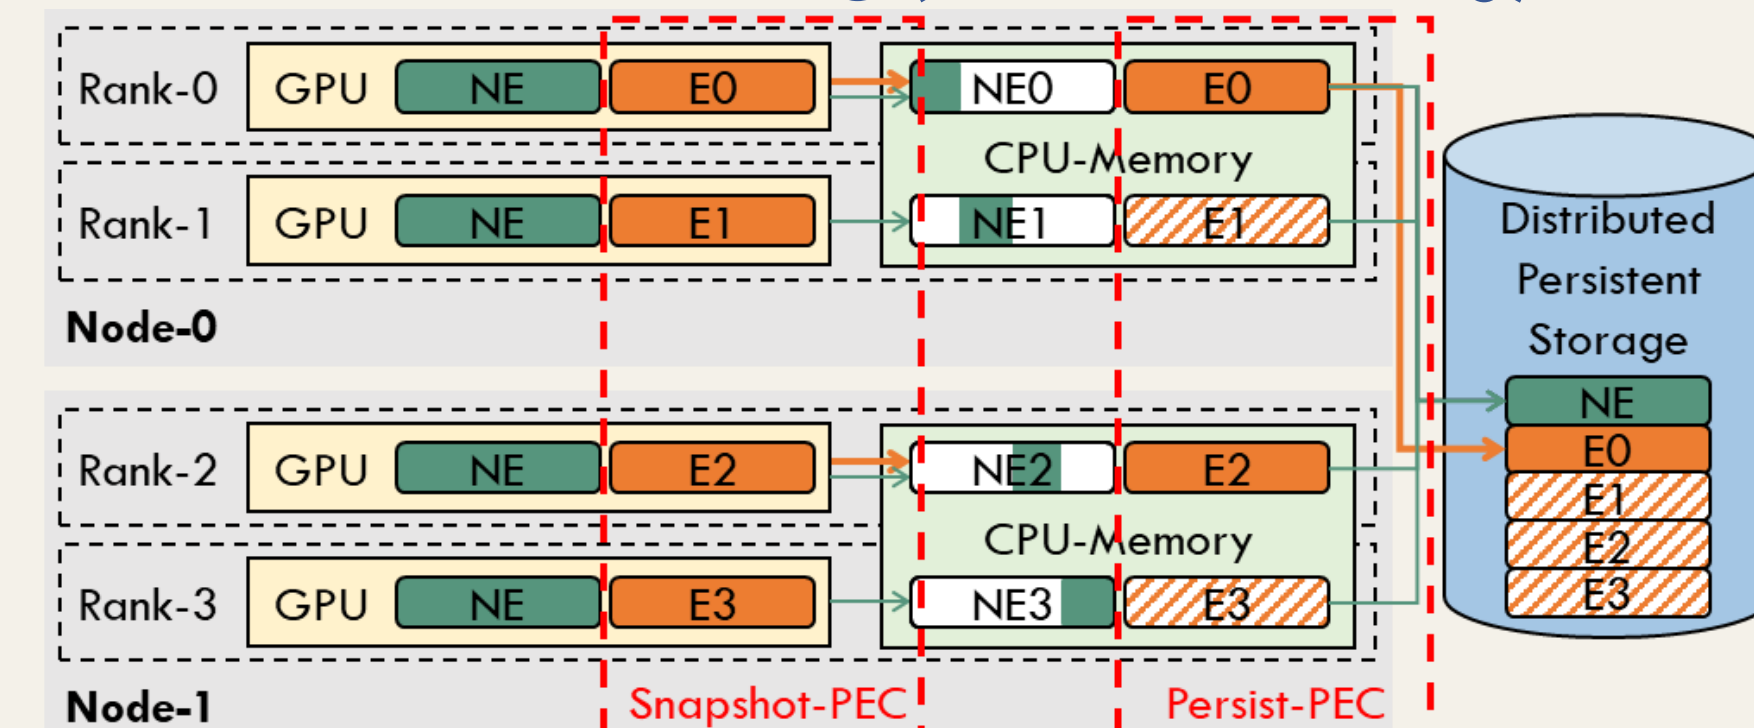 Rank-0 GPU NE E0 NE0 E0
CPU-Memory
Rank-1 GPU NE E1 NE1 E1
Node-0
Rank-2 GPU NE E2 NE2 E2
CPU-Memory
Rank-3 GPU NE E3 NE3 E3
Node-1
Snapshot-PEC
Persist-PEC
Distributed
Persistent
Storage
NE
E0
E1
E2
E3